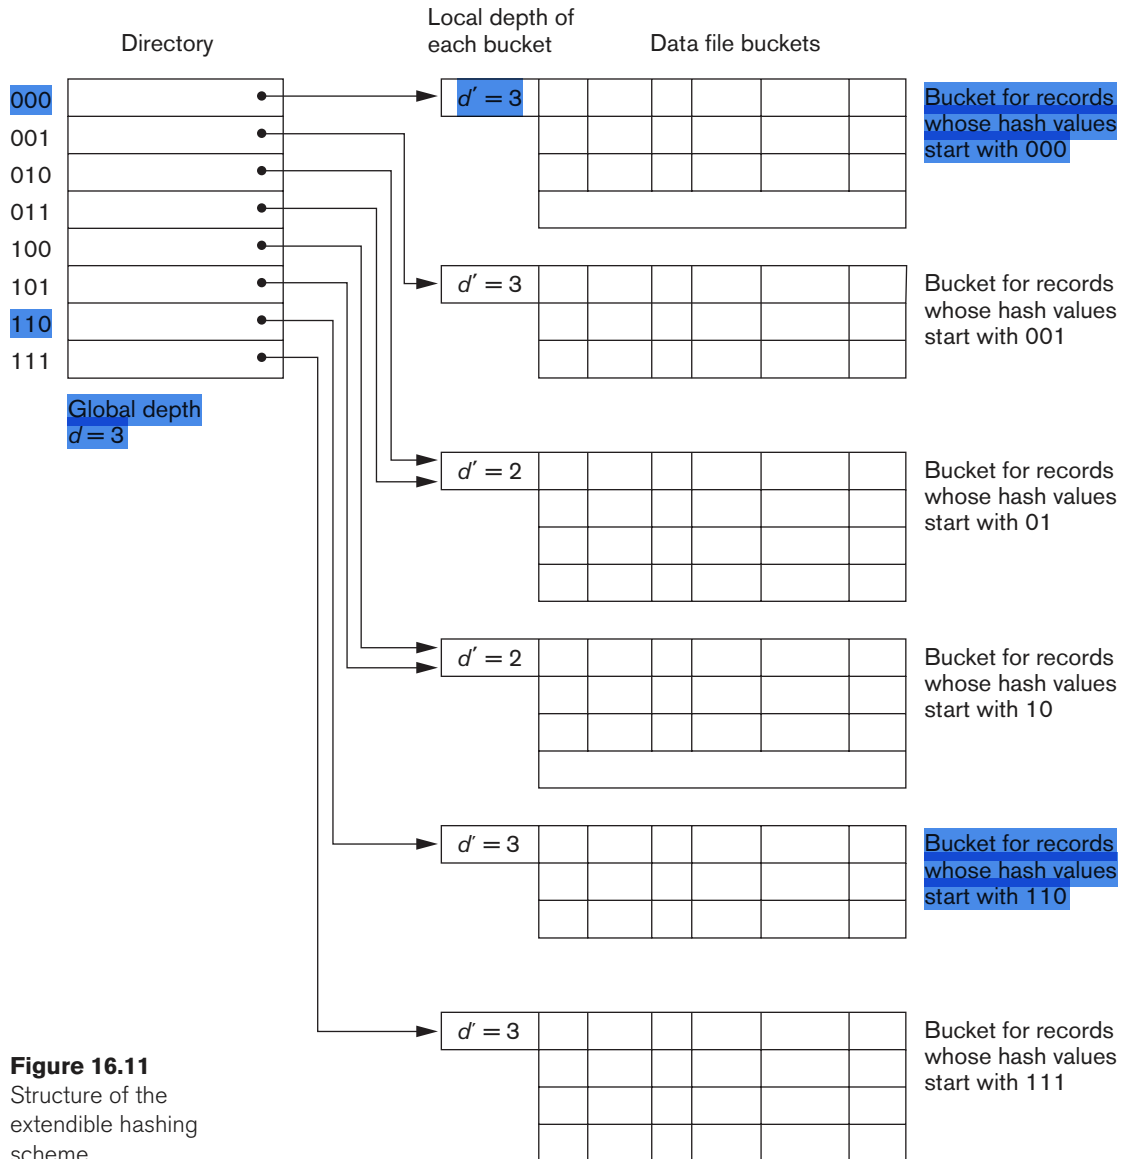 Directory
Local depth of
each bucket
Data file buckets
000
001
010
011
100
101
110
111
Global depth
d = 3
d′ = 3
Bucket for records
whose hash values
start with 000
d′ = 3
Bucket for records
whose hash values
start with 001
d′ = 2
Bucket for records
whose hash values
start with 01
d′ = 2
Bucket for records
whose hash values
start with 10
d′ = 3
Bucket for records
whose hash values
start with 110
d′ = 3
Bucket for records
whose hash values
start with 111
Figure 16.11
Structure of the
extendible hashing
scheme